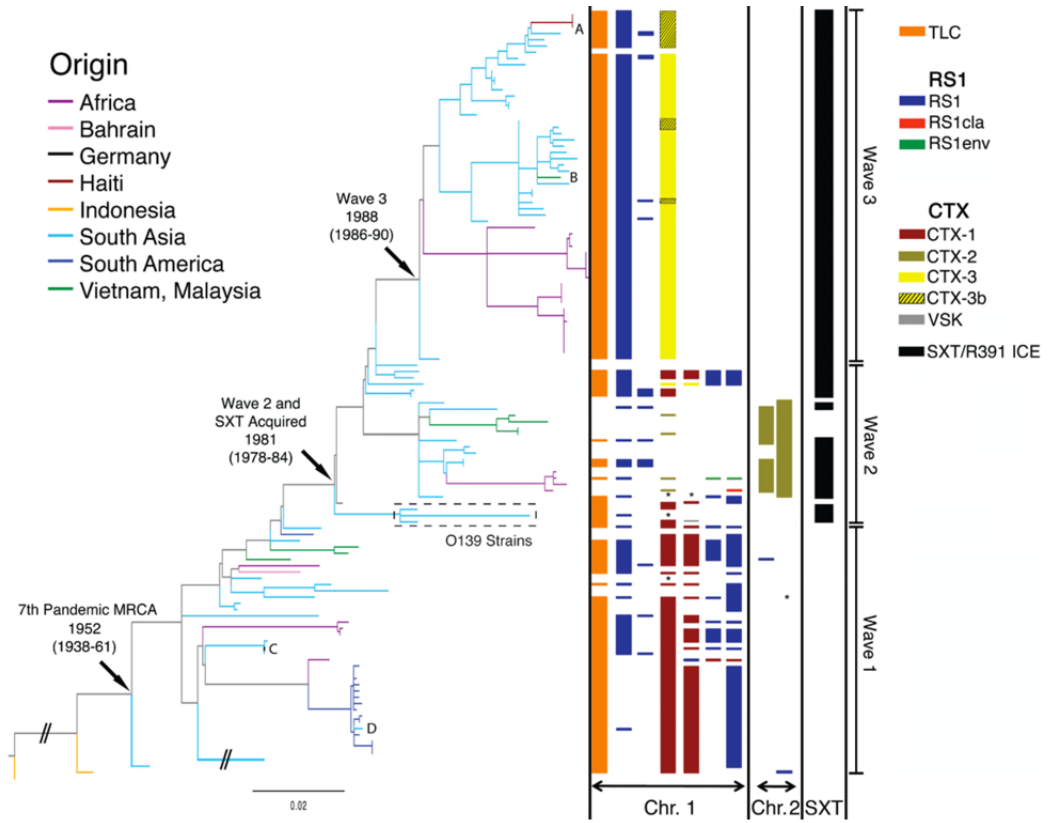 Origin
Africa
Bahrain
Germany
Haiti
Indonesia
South Asia
South America
Vietnam, Malaysia
Wave 3
1988
(1986-90)
Wave 2 and
SXT Acquired
1981
(1978-84)
7th Pandemic MRCA
1952
(1938-61)
A
B
O139 Strains
C
D
0.02
*
*
*
*
*
Chr. 1
Chr. 2
SXT
Wave 3
Wave 2
Wave 1
TLC
RS1
RS1
RS1cla
RS1env
CTX
CTX-1
CTX-2
CTX-3
CTX-3b
VSK
SXT/R391 ICE